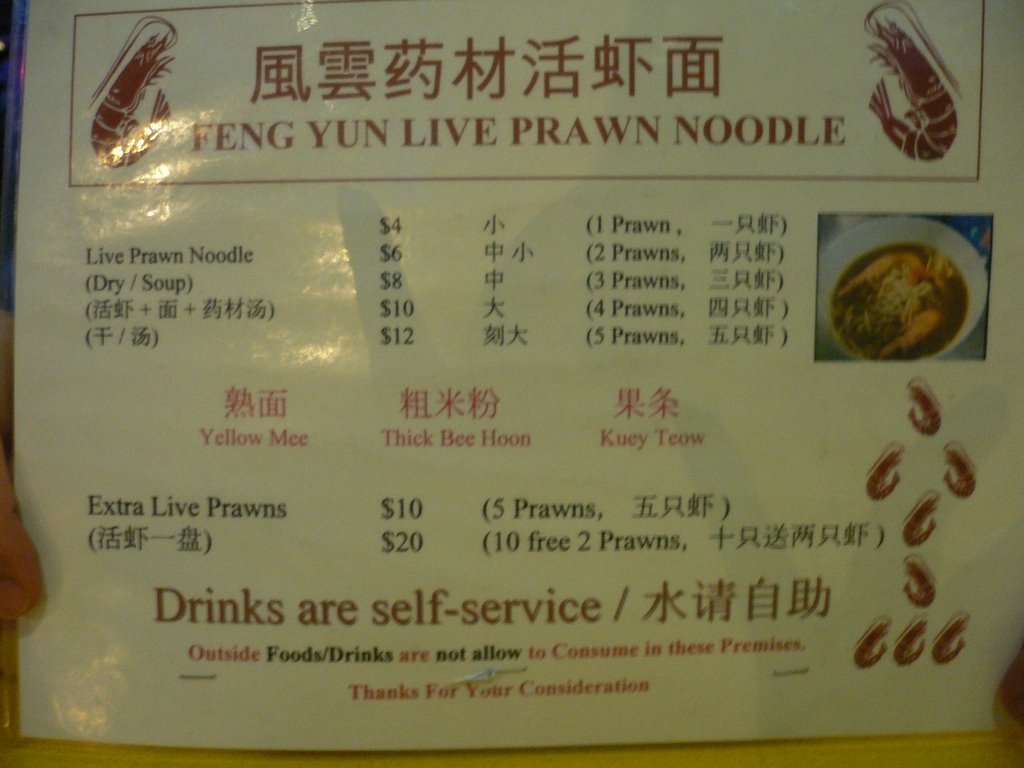 風雲药材活虾面
FENG YUN LIVE PRAWN NOODLE
$4 小 (1 Prawn , 一只虾)
Live Prawn Noodle $6 中 小 (2 Prawns, 两只虾)
(Dry / Soup) $8 中 (3 Prawns, 三只虾)
(活虾 + 面 + 药材汤) $10 大 (4 Prawns, 四只虾 )
(干 / 汤) $12 刻大 (5 Prawns, 五只虾 )
熟面 粗米粉 果条
Yellow Mee Thick Bee Hoon Kuey Teow
Extra Live Prawns $10 (5 Prawns, 五只虾 )
(活虾一盘) $20 (10 free 2 Prawns, 十只送两只虾 )
Drinks are self-service / 水请自助
Outside Foods/Drinks are not allow to Consume in these Premises.
Thanks For Your Consideration